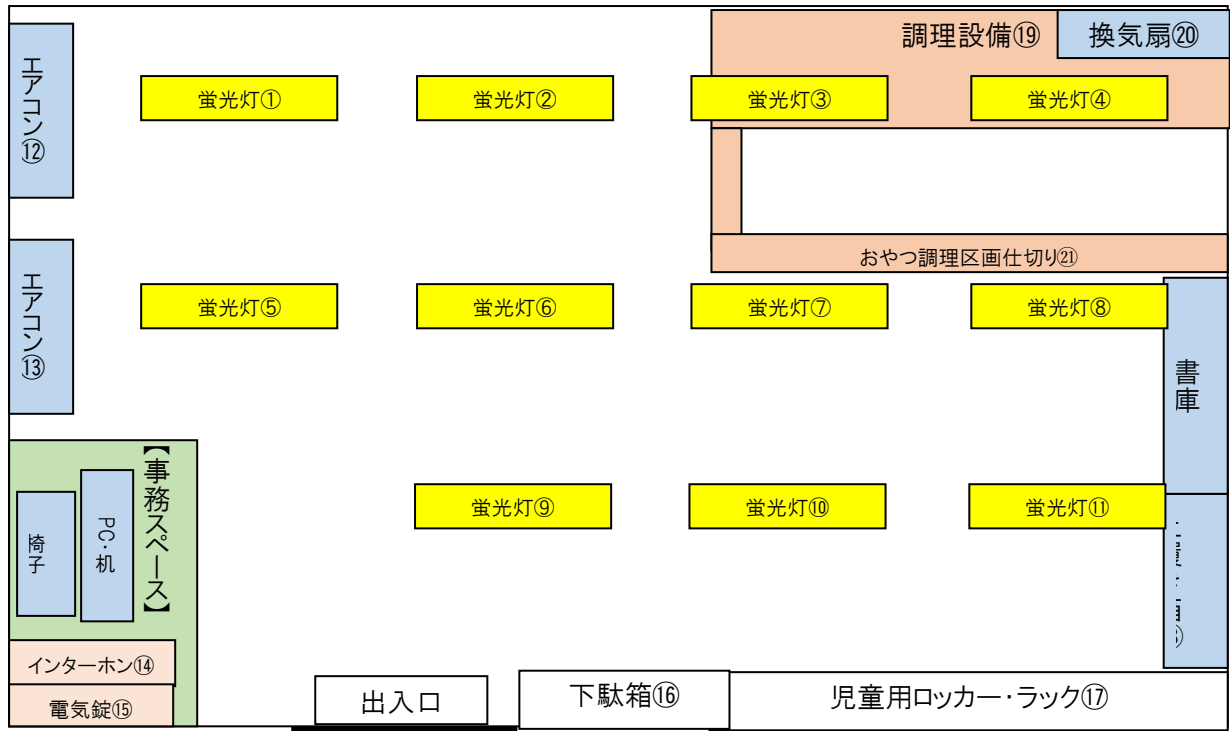 調理設備⑲
換気扇⑳
エアコン⑫
蛍光灯①
蛍光灯②
蛍光灯③
蛍光灯④
おやつ調理区画仕切り㉑
エアコン⑬
蛍光灯⑤
蛍光灯⑥
蛍光灯⑦
蛍光灯⑧
書庫
【事務スペース】
PC・机
椅子
蛍光灯⑨
蛍光灯⑩
蛍光灯⑪
インターホン⑭
電気錠⑮
出入口
下駄箱⑯
児童用ロッカー・ラック⑰